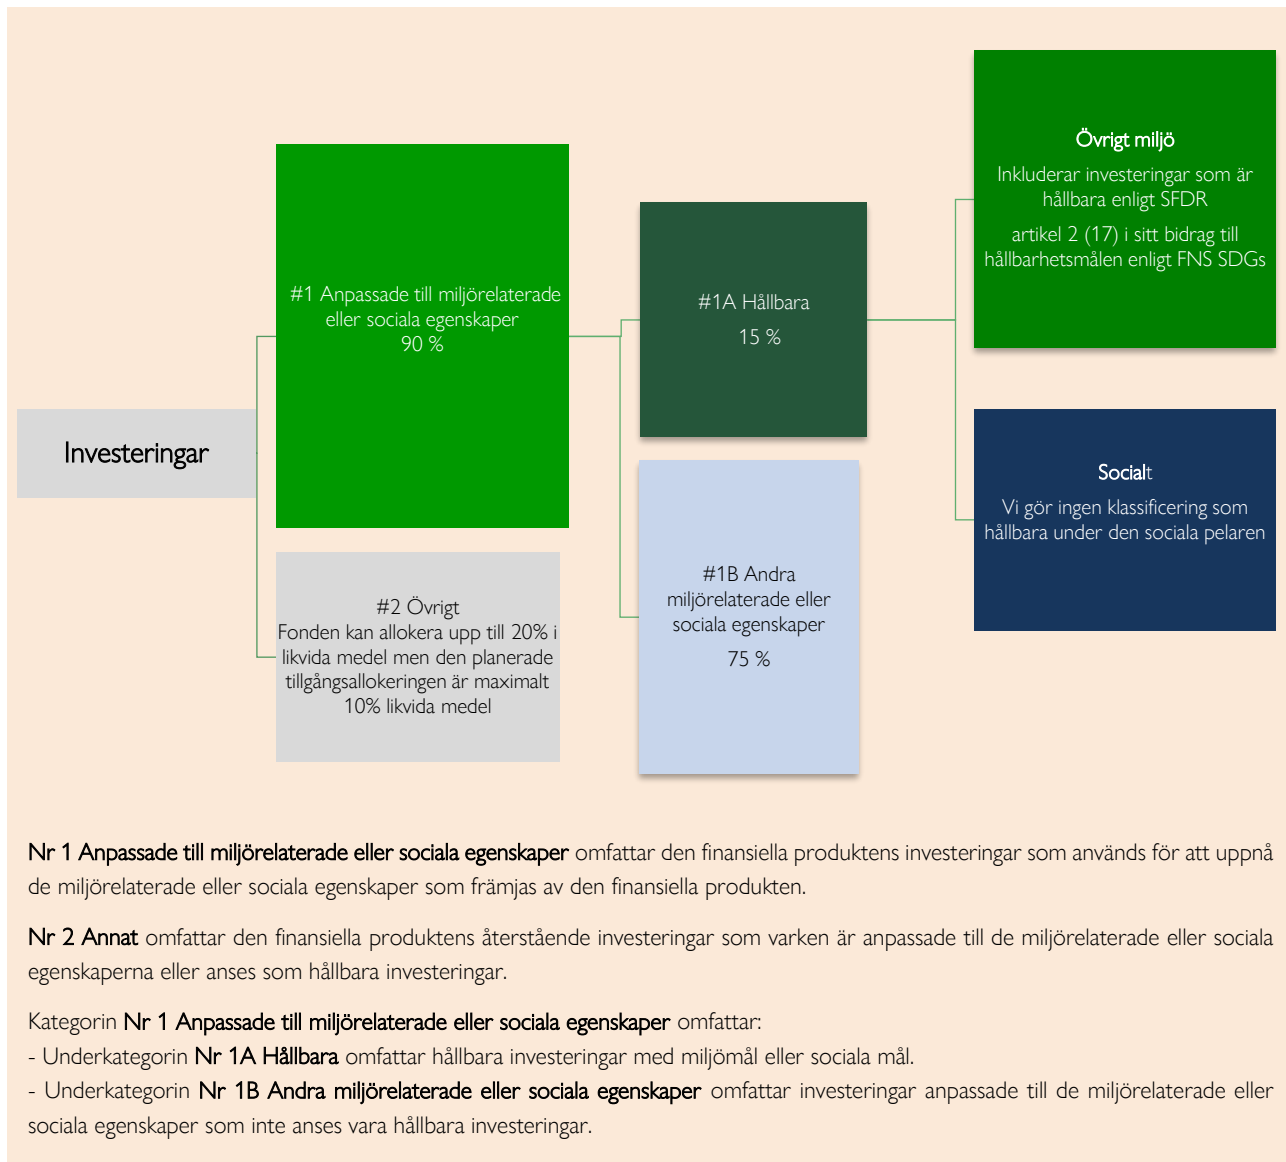 Investeringar
#1 Anpassade till miljörelaterade
eller sociala egenskaper
90 %
#2 Övrigt
Fonden kan allokera upp till 20% i
likvida medel men den planerade
tillgångsallokeringen är maximalt
10% likvida medel
#1A Hållbara
15 %
#1B Andra
miljörelaterade eller
sociala egenskaper
75 %
Övrigt miljö
Inkluderar investeringar som är
hållbara enligt SFDR
artikel 2 (17) i sitt bidrag till
hållbarhetsmålen enligt FNS SDGs
Socialt
Vi gör ingen klassificering som
hållbara under den sociala pelaren
Nr 1 Anpassade till miljörelaterade eller sociala egenskaper omfattar den finansiella produktens investeringar som används för att uppnå
de miljörelaterade eller sociala egenskaper som främjas av den finansiella produkten.
Nr 2 Annat omfattar den finansiella produktens återstående investeringar som varken är anpassade till de miljörelaterade eller sociala
egenskaperna eller anses som hållbara investeringar.
Kategorin Nr 1 Anpassade till miljörelaterade eller sociala egenskaper omfattar:
- Underkategorin Nr 1A Hållbara omfattar hållbara investeringar med miljömål eller sociala mål.
- Underkategorin Nr 1B Andra miljörelaterade eller sociala egenskaper omfattar investeringar anpassade till de miljörelaterade eller
sociala egenskaper som inte anses vara hållbara investeringar.